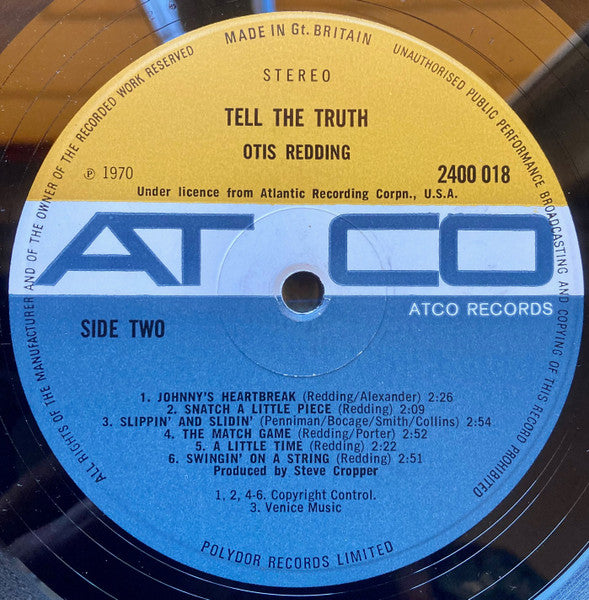 MADE IN Gt. BRITAIN
ALL RIGHTS OF THE MANUFACTURER AND OF THE OWNER OF THE RECORDED WORK RESERVED
UNAUTHORISED PUBLIC PERFORMANCE BROADCASTING AND COPYING OF THIS RECORD PROHIBITED
STEREO
TELL THE TRUTH
OTIS REDDING
℗ 1970
2400 018
Under licence from Atlantic Recording Corpn., U.S.A.
ATCO
ATCO RECORDS
SIDE TWO
1. JOHNNY'S HEARTBREAK (Redding/Alexander) 2:26
2. SNATCH A LITTLE PIECE (Redding) 2:09
3. SLIPPIN' AND SLIDIN' (Penniman/Bocage/Smith/Collins) 2:54
4. THE MATCH GAME (Redding/Porter) 2:52
5. A LITTLE TIME (Redding) 2:22
6. SWINGIN' ON A STRING (Redding) 2:51
Produced by Steve Cropper
1, 2, 4-6. Copyright Control.
3. Venice Music
POLYDOR RECORDS LIMITED